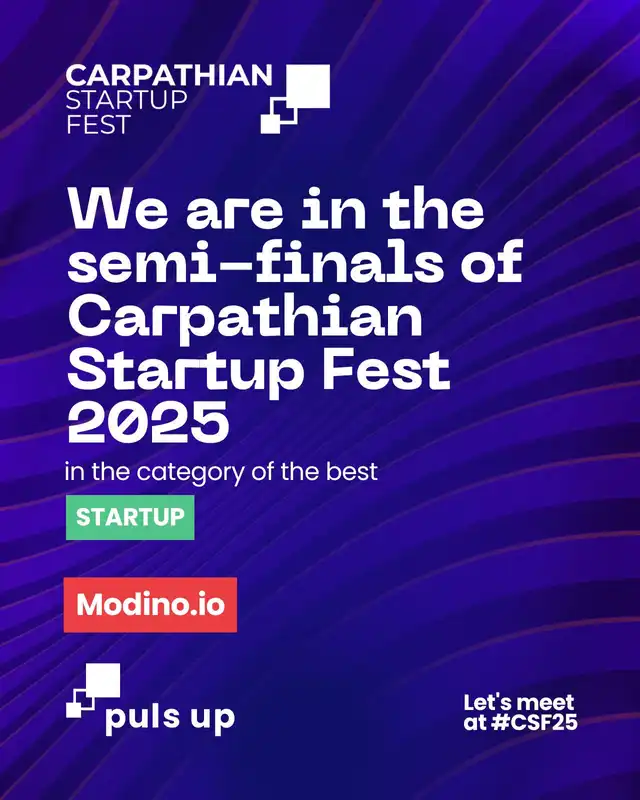 CARPATHIAN
STARTUP
FEST
We are in the
semi-finals of
Carpathian
Startup Fest
2025
in the category of the best
STARTUP
Modino.io
puls up
Let's meet
at #CSF25